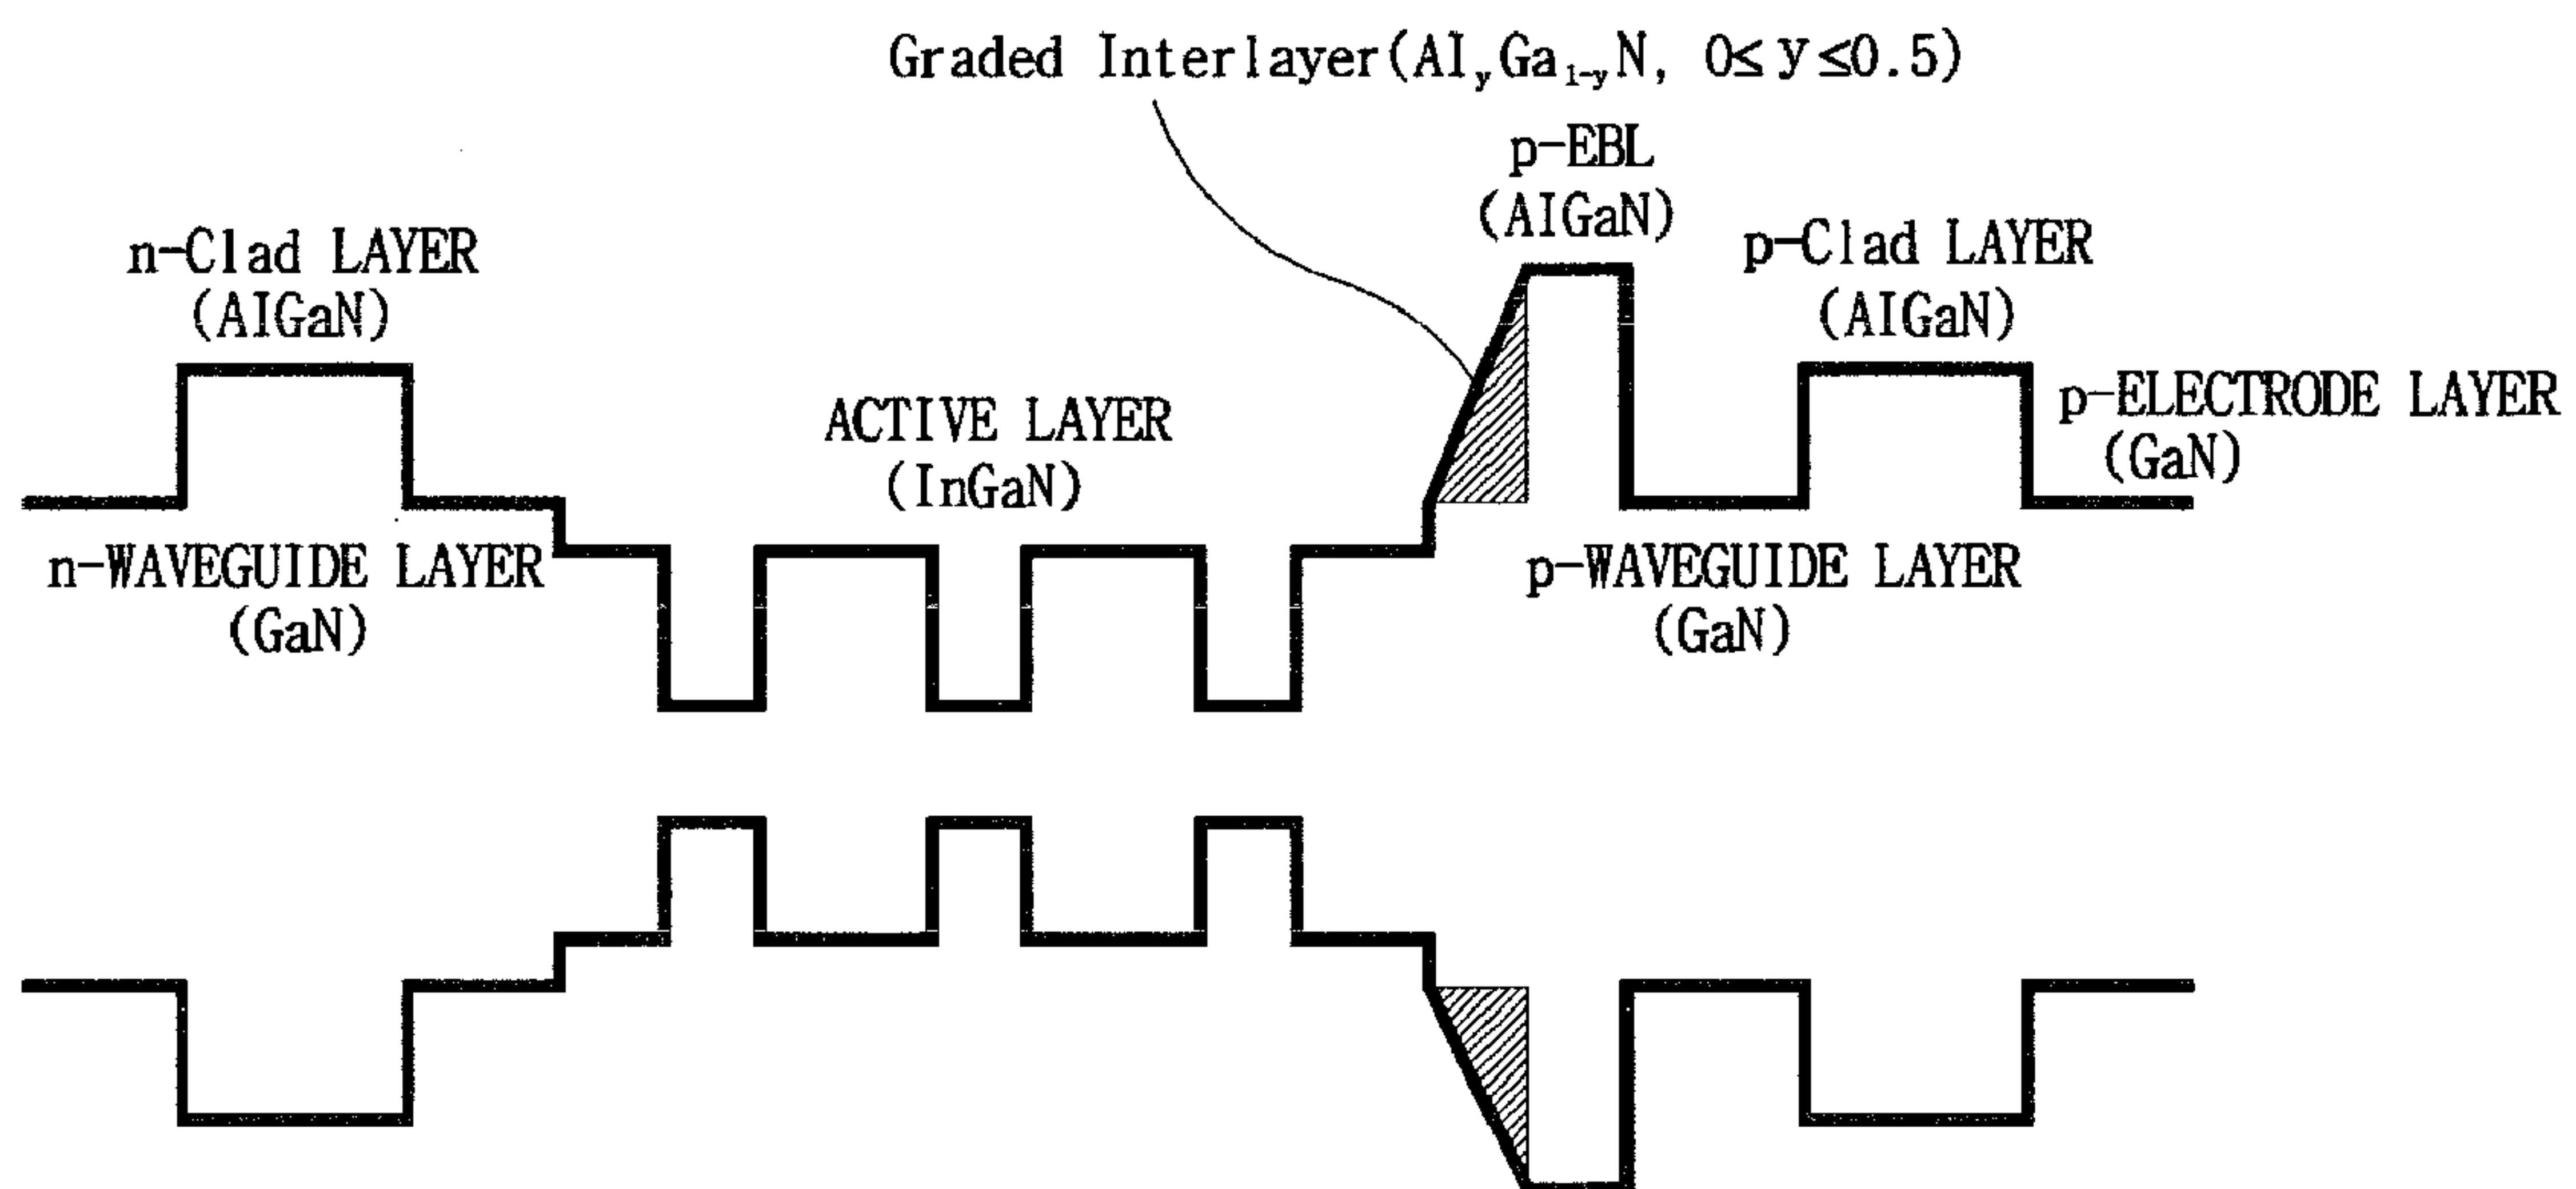 Graded Interlayer(AlyGa1-yN, 0≤ y ≤0.5)
p-EBL
(AlGaN)
n-Clad LAYER
(AlGaN)
p-Clad LAYER
(AlGaN)
ACTIVE LAYER
(InGaN)
p-ELECTRODE LAYER
(GaN)
n-WAVEGUIDE LAYER
(GaN)
p-WAVEGUIDE LAYER
(GaN)